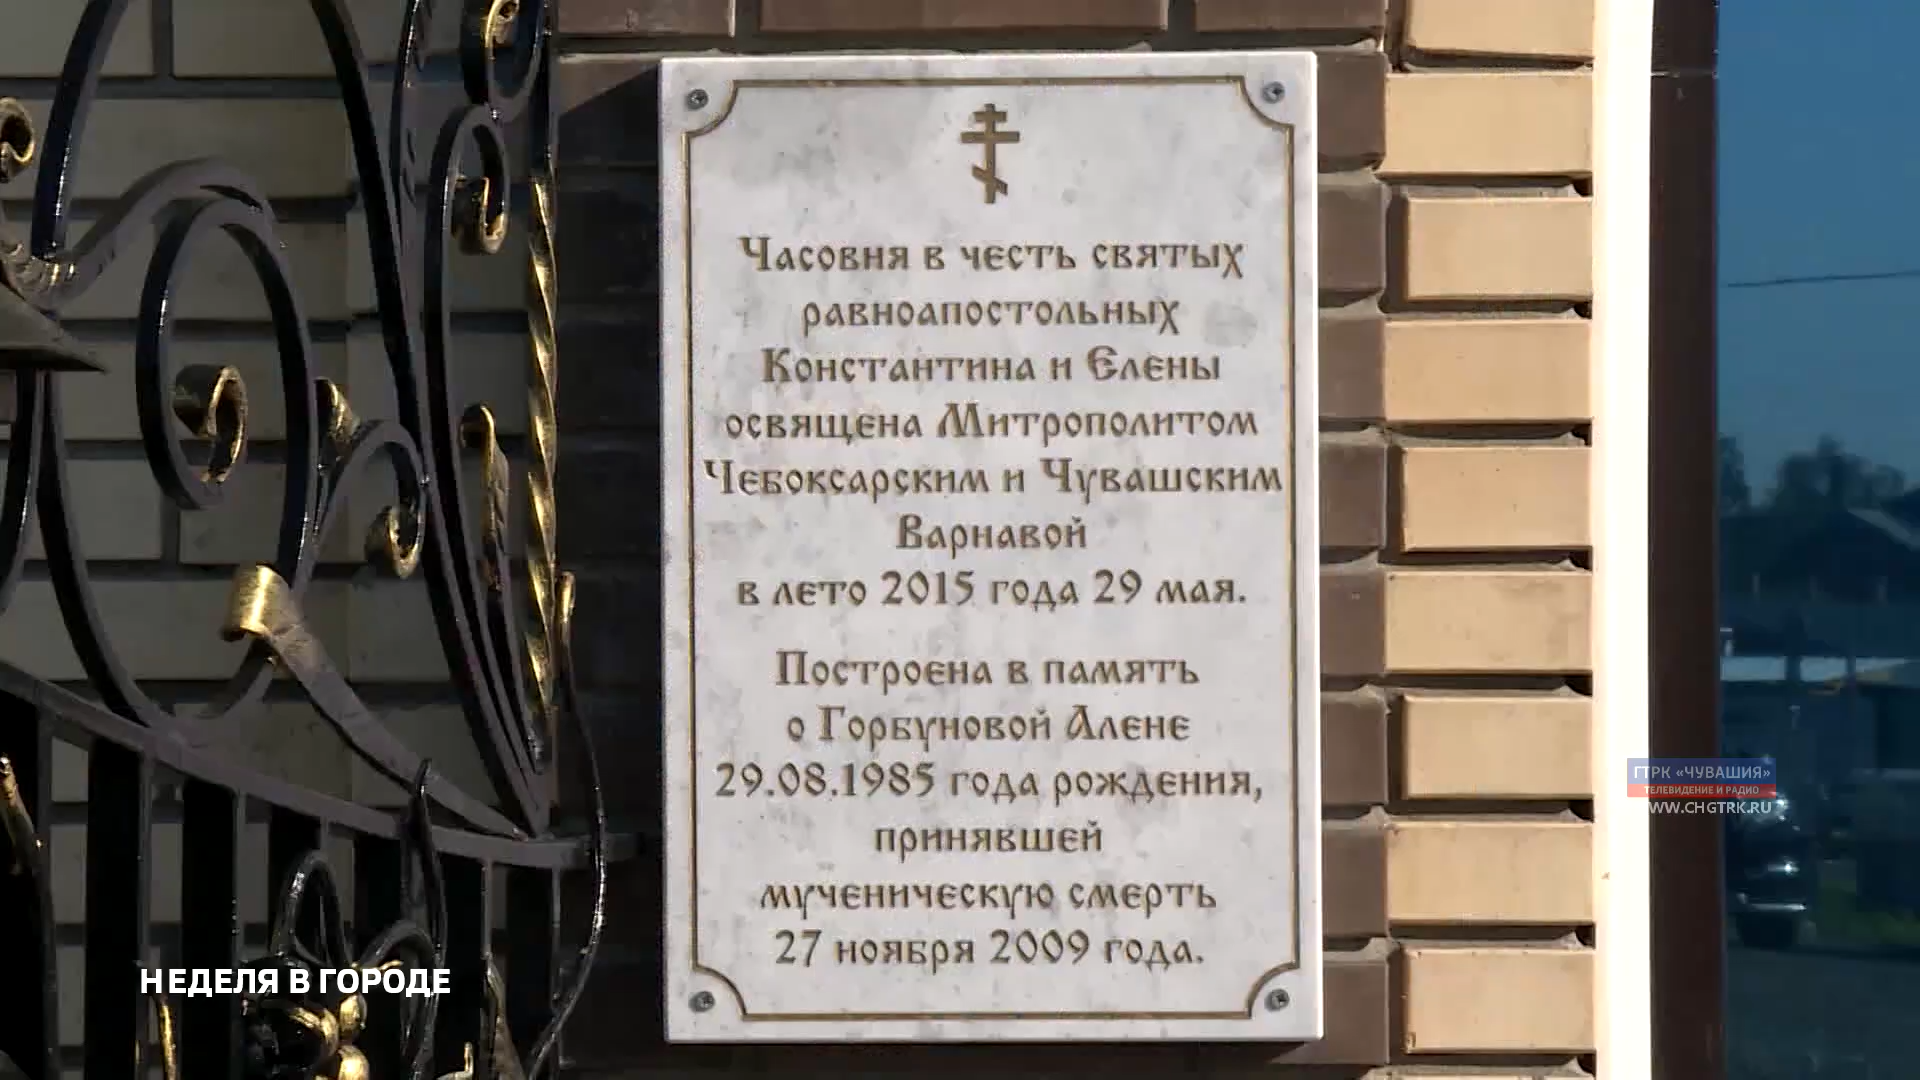 Часовня в честь святых
равноапостольных
Константина и Елены
освящена Митрополитом
Чебоксарским и Чувашским
Варнавой
в лето 2015 года 29 мая.
Построена в память
о Горбуновой Алене
29.08.1985 года рождения,
принявшей
мученическую смерть
27 ноября 2009 года.
ГТРК «ЧУВАШИЯ»
ТЕЛЕВИДЕНИЕ И РАДИО
WWW.CHGTRK.RU
НЕДЕЛЯ В ГОРОДЕ